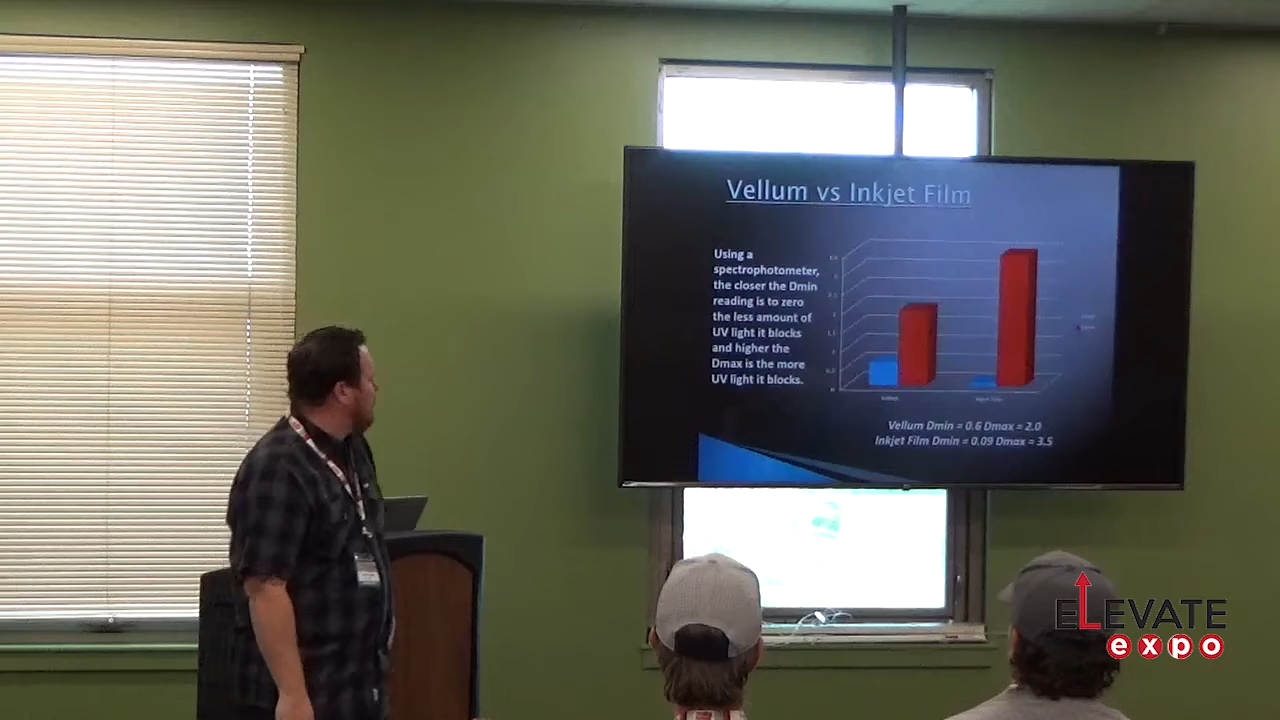 Vellum vs Inkjet Film
Using a
spectrophotometer,
the closer the Dmin
reading is to zero
the less amount of
UV light it blocks
and higher the
Dmax is the more
UV light it blocks.
Vellum Dmin = 0.6 Dmax = 2.0
Inkjet Film Dmin = 0.09 Dmax = 3.5
ELEVATE
expo